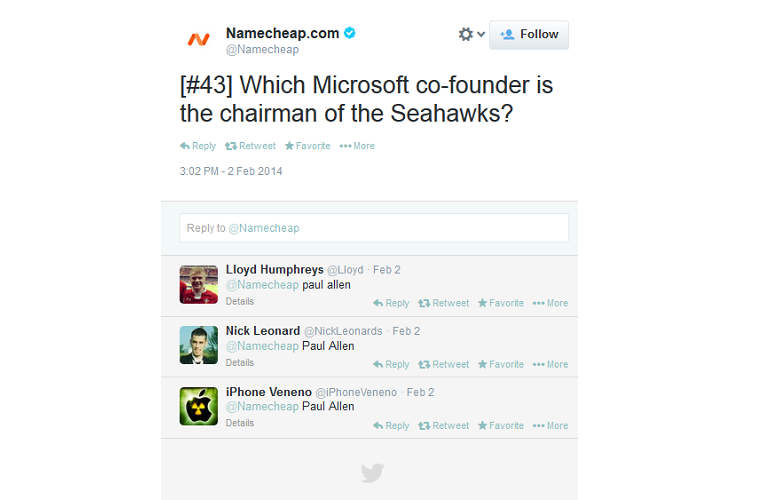 Namecheap.com
Follow
@Namecheap
[#43] Which Microsoft co-founder is
the chairman of the Seahawks?
Reply Retweet Favorite More
3:02 PM - 2 Feb 2014
Reply to @Namecheap
Lloyd Humphreys @Lloyd · Feb 2
@Namecheap paul allen
Details Reply Retweet Favorite More
Nick Leonard @NickLeonards · Feb 2
@Namecheap Paul Allen
Details Reply Retweet Favorite More
iPhone Veneno @iPhoneVeneno · Feb 2
@Namecheap Paul Allen
Details Reply Retweet Favorite More